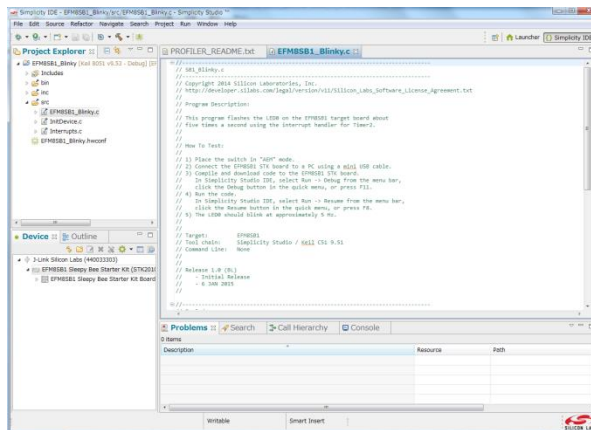 Simplicity IDE - EFM8SB1_Blinky/src/EFM8SB1_Blinky.c - Simplicity Studio ™
File Edit Source Refactor Navigate Search Project Run Window Help
Launcher Simplicity IDE
Project Explorer
EFM8SB1_Blinky [Keil 8051 v9.53 - Debug]
Includes
bin
inc
src
EFM8SB1_Blinky.c
InitDevice.c
Interrupts.c
EFM8SB1_Blinky.hwconf
Device Outline
J-Link Silicon Labs (440033303)
EFM8SB1 Sleepy Bee Starter Kit (STK2010
EFM8SB1 Sleepy Bee Starter Kit Board
PROFILER_README.txt EFM8SB1_Blinky.c
//-----------------------------------------------------------------------------
// SB1_Blinky.c
//-----------------------------------------------------------------------------
// Copyright 2014 Silicon Laboratories, Inc.
// http://developer.silabs.com/legal/version/v11/Silicon_Labs_Software_License_Agreement.txt
//
// Program Description:
//
// This program flashes the LED0 on the EFM8SB1 target board about
// five times a second using the interrupt handler for Timer2.
//
//
// How To Test:
//
// 1) Place the switch in "AEM" mode.
// 2) Connect the EFM8SB1 STK board to a PC using a mini USB cable.
// 3) Compile and download code to the EFM8SB1 STK board.
// In Simplicity Studio IDE, select Run -> Debug from the menu bar,
// click the Debug button in the quick menu, or press F11.
// 4) Run the code.
// In Simplicity Studio IDE, select Run -> Resume from the menu bar,
// click the Resume button in the quick menu, or press F8.
// 5) The LED0 should blink at approximately 5 Hz.
//
//
// Target: EFM8SB1
// Tool chain: Simplicity Studio / Keil C51 9.51
// Command Line: None
//
//
// Release 1.0 (BL)
// - Initial Release
// - 6 JAN 2015
//
//
//-----------------------------------------------------------------------------
Problems Search Call Hierarchy Console
0 items
Description Resource Path
Writable Smart Insert
SILICON LABS